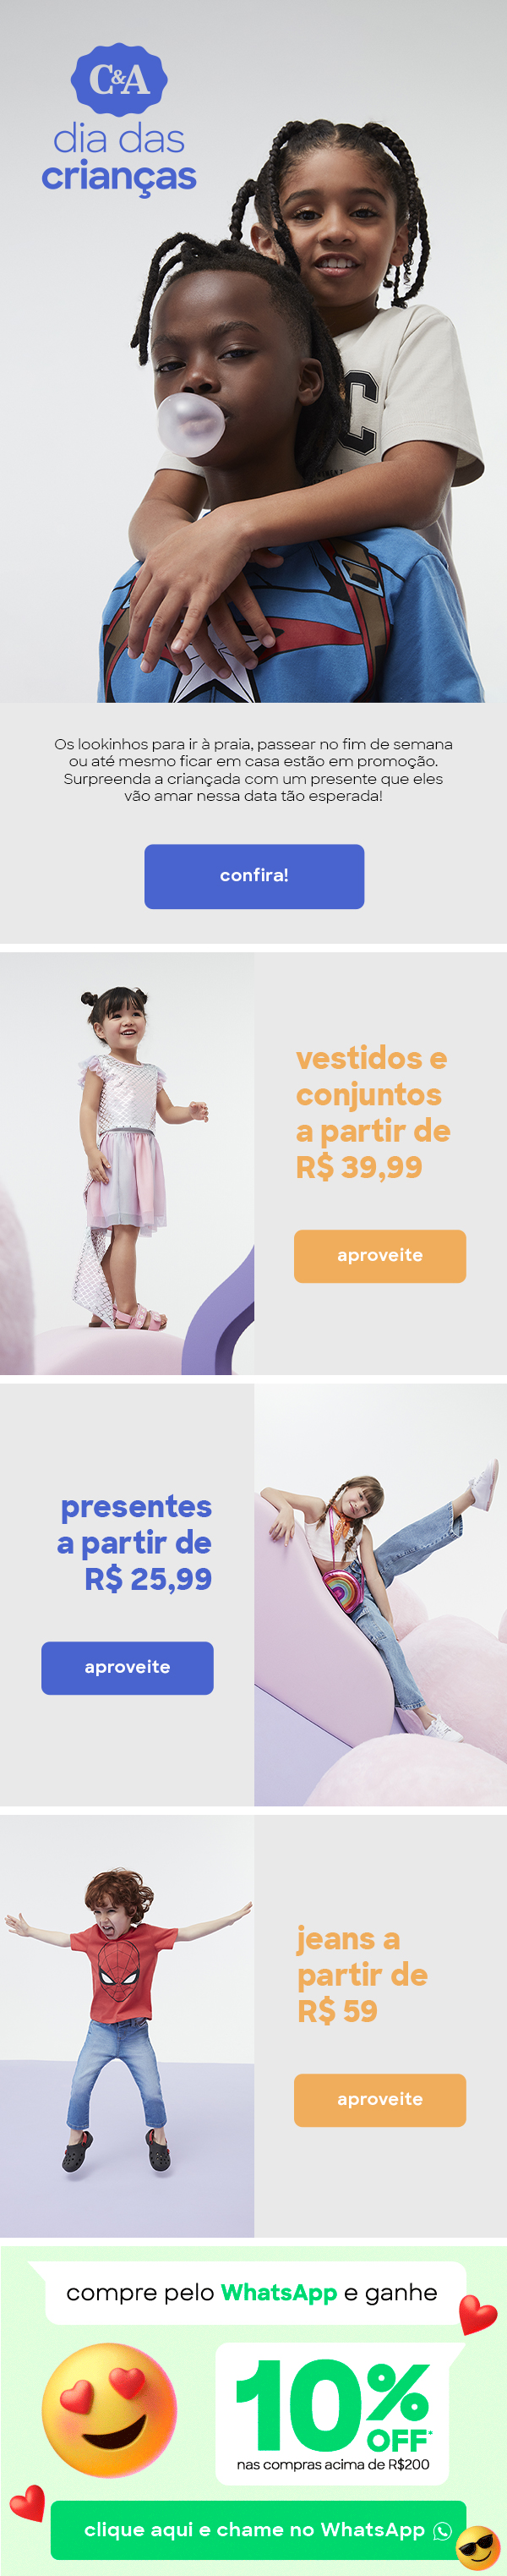 C&A
dia das
crianças
C
Os lookinhos para ir à praia, passear no fim de semana
ou até mesmo ficar em casa estão em promoção.
Surpreenda a criançada com um presente que eles
vão amar nessa data tão esperada!
confira!
vestidos e
conjuntos
a partir de
R$ 39,99
aproveite
presentes
a partir de
R$ 25,99
aproveite
jeans a
partir de
R$ 59
aproveite
compre pelo WhatsApp e ganhe
10%
OFF*
nas compras acima de R$200
clique aqui e chame no WhatsApp